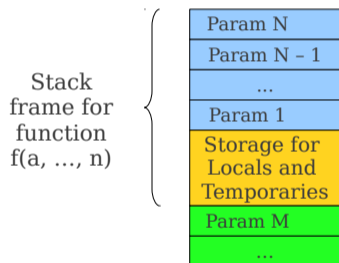 Stack
frame for
function
f(a, …, n)
Param N
Param N – 1
...
Param 1
Storage for
Locals and
Temporaries
Param M
...